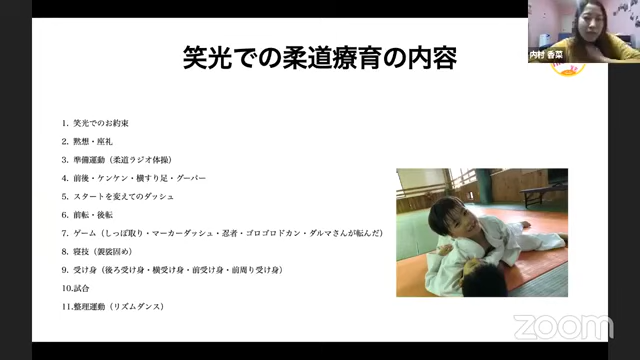 笑光での柔道療育の内容
内村 香菜
1. 笑光でのお約束
2. 黙想・座礼
3. 準備運動（柔道ラジオ体操）
4. 前後・ケンケン・横すり足・グーパー
5. スタートを変えてのダッシュ
6. 前転・後転
7. ゲーム（しっぽ取り・マーカーダッシュ・忍者・ゴロゴロドカン・ダルマさんが転んだ）
8. 寝技（袈裟固め）
9. 受け身（後ろ受け身・横受け身・前受け身・前周り受け身）
10.試合
11.整理運動（リズムダンス）
zoom